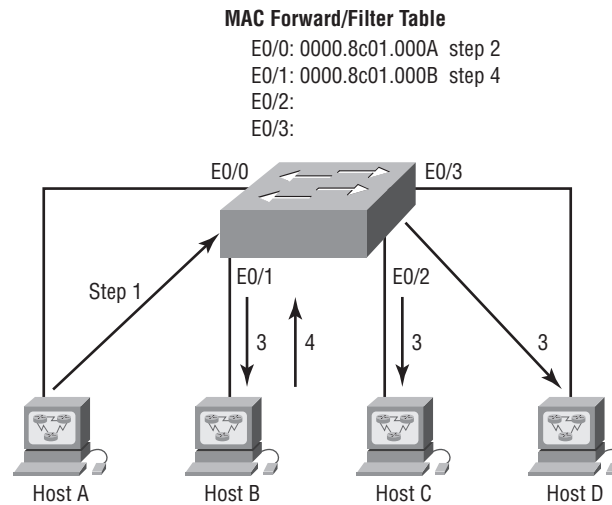 MAC Forward/Filter Table
E0/0: 0000.8c01.000A step 2
E0/1: 0000.8c01.000B step 4
E0/2:
E0/3:
E0/0
E0/3
Step 1
E0/1
E0/2
3
4
3
3
Host A
Host B
Host C
Host D